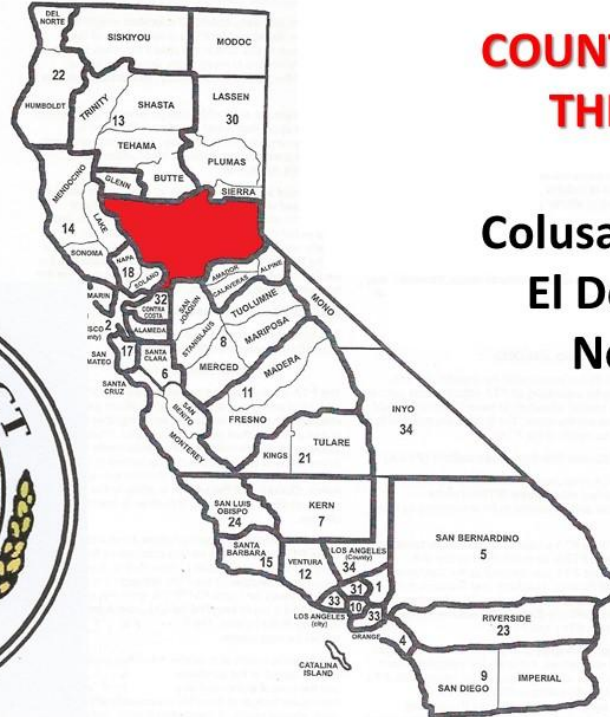 DEL
NORTE
SISKIYOU
MODOC
22
HUMBOLDT
TRINITY
13
SHASTA
LASSEN
30
TEHAMA
PLUMAS
GLENN
BUTTE
SIERRA
MENDOCINO
14
LAKE
SONOMA
NAPA
18
SOLANO
MARIN
32
CONTRA
COSTA
2
ALAMEDA
SAN
MATEO
17
SANTA
CLARA
6
SANTA
CRUZ
SAN
BENITO
MONTEREY
AMADOR
ALPINE
CALAVERAS
SAN
JOAQUIN
TUOLUMNE
MONO
STANISLAUS
8
MARIPOSA
MERCED
MADERA
11
FRESNO
INYO
34
KINGS
TULARE
21
SAN LUIS
OBISPO
24
KERN
7
SAN BERNARDINO
5
SANTA
BARBARA
15
VENTURA
12
LOS ANGELES
(County)
34
31
1
33
10
33
LOS ANGELES
(city)
ORANGE
4
RIVERSIDE
23
CATALINA
ISLAND
9
SAN DIEGO
IMPERIAL
COUNT
Colusa
El D
CT